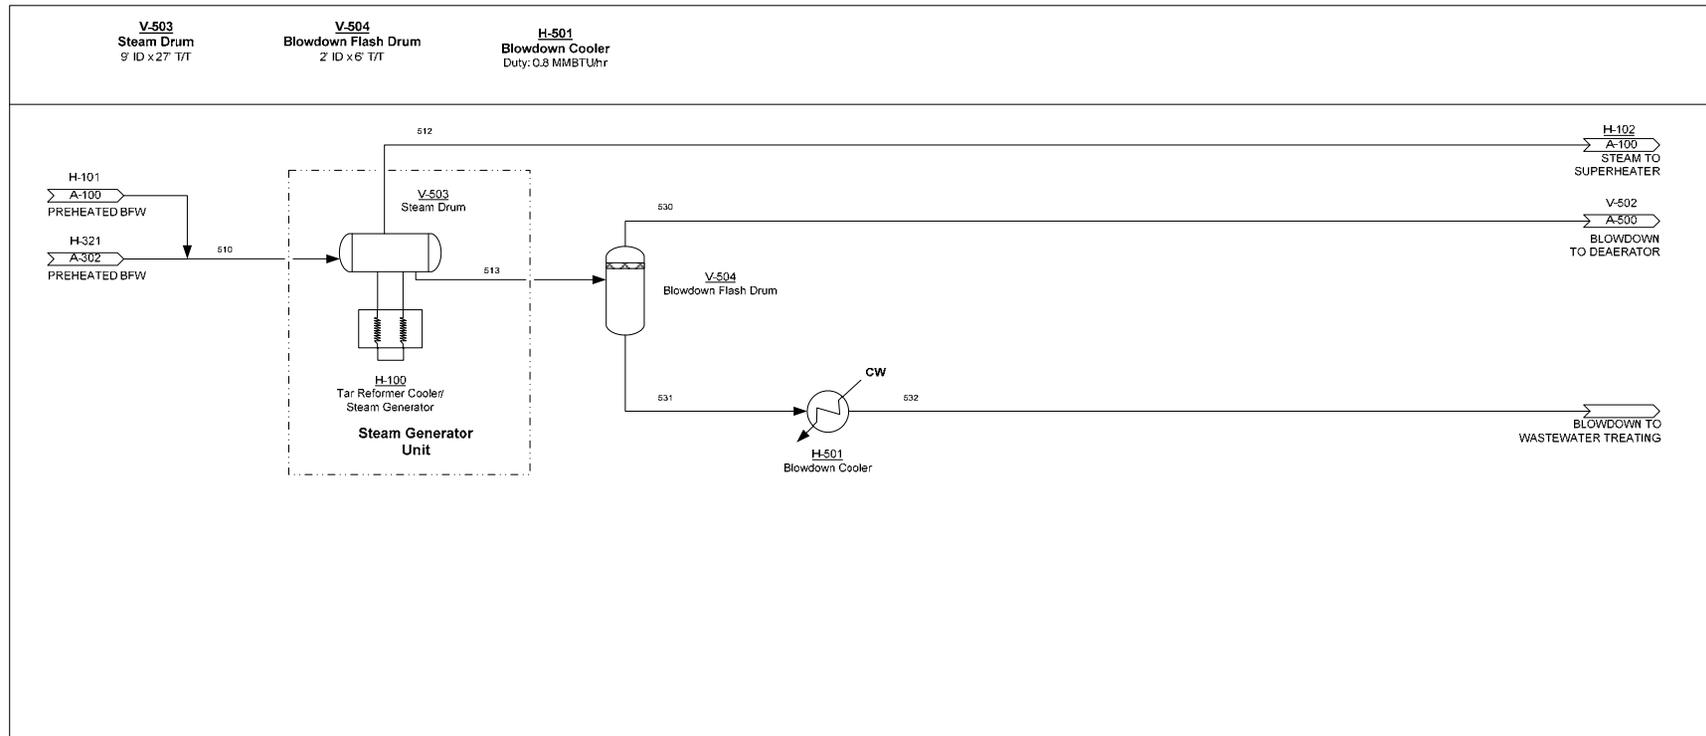 V-503
Steam Drum
9' ID x 27' T/T
V-504
Blowdown Flash Drum
2' ID x 6' T/T
H-501
Blowdown Cooler
Duty: 0.8 MMBTU/hr
512
H-102
A-100
STEAM TO
SUPERHEATER
H-101
A-100
PREHEATED BFW
V-503
Steam Drum
530
V-502
A-500
BLOWDOWN
TO DEAERATOR
H-321
A-302
PREHEATED BFW
510
513
V-504
Blowdown Flash Drum
H-100
Tar Reformer Cooler/
Steam Generator
Steam Generator
Unit
CW
531
532
BLOWDOWN TO
WASTEWATER TREATING
H-501
Blowdown Cooler